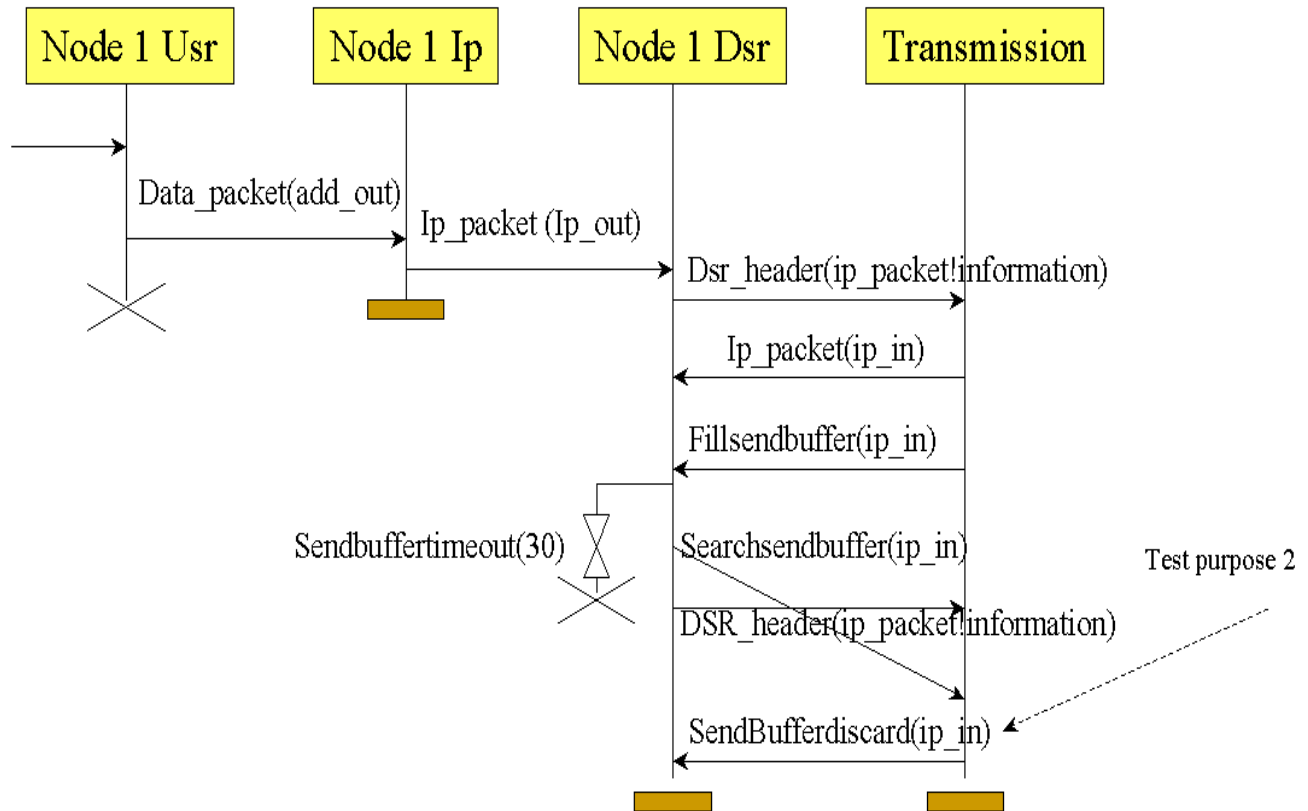 Node 1 Usr
Node 1 Ip
Node 1 Dsr
Transmission
Data_packet(add_out)
Ip_packet (Ip_out)
Dsr_header(ip_packet!information)
Ip_packet(ip_in)
Fillsendbuffer(ip_in)
Sendbuffertimeout(30)
Searchsendbuffer(ip_in)
Test purpose 2
DSR_header(ip_packet!information)
SendBufferdiscard(ip_in)